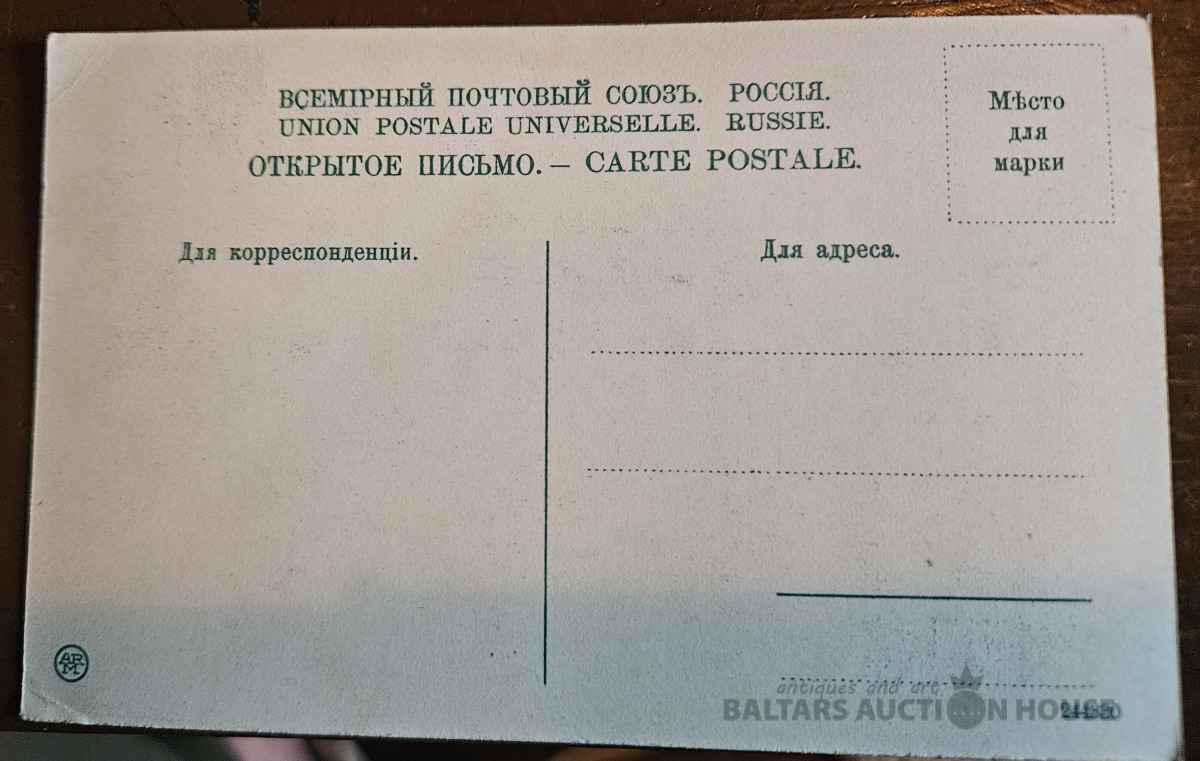 ВСЕМІРНЫЙ ПОЧТОВЫЙ СОЮЗЪ. РОССІЯ.
UNION POSTALE UNIVERSELLE. RUSSIE.
ОТКРЫТОЕ ПИСЬМО. — CARTE POSTALE.
Мѣсто
для
марки
Для корреспонденціи.
Для адреса.
antiques and art
BALTARS AUCTION HOUSE